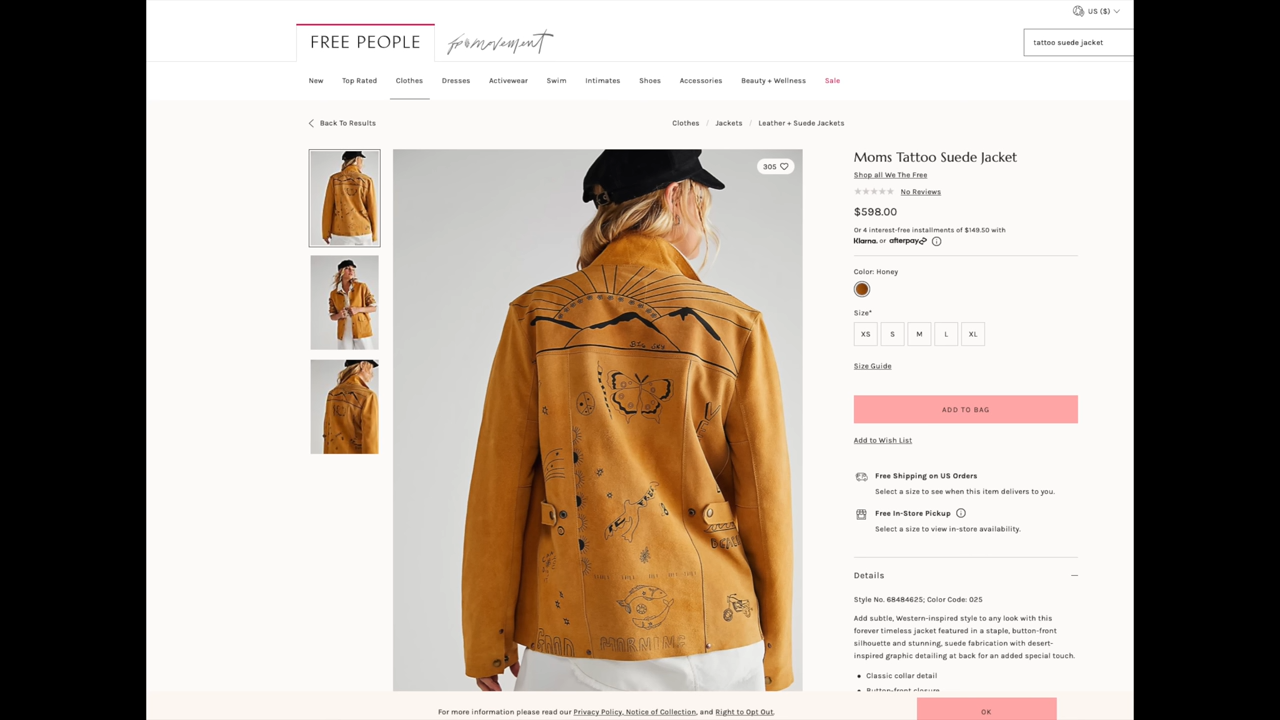 US ($)
FREE PEOPLE
fpmovement
tattoo suede jacket
New
Top Rated
Clothes
Dresses
Activewear
Swim
Intimates
Shoes
Accessories
Beauty + Wellness
Sale
Back To Results
Clothes / Jackets / Leather + Suede Jackets
305
BIG SKY
GOOD MORNING
Moms Tattoo Suede Jacket
Shop all We The Free
No Reviews
$598.00
Or 4 interest-free installments of $149.50 with
Klarna. or afterpay
Color: Honey
Size*
XS
S
M
L
XL
Size Guide
ADD TO BAG
Add to Wish List
Free Shipping on US Orders
Select a size to see when this item delivers to you.
Free In-Store Pickup
Select a size to view in-store availability.
Details
Style No. 68484625; Color Code: 025
Add subtle, Western-inspired style to any look with this
forever timeless jacket featured in a staple, button-front
silhouette and stunning, suede fabrication with desert-
inspired graphic detailing at back for an added special touch.
• Classic collar detail
• Button-front closure
For more information please read our Privacy Policy, Notice of Collection, and Right to Opt Out.
OK